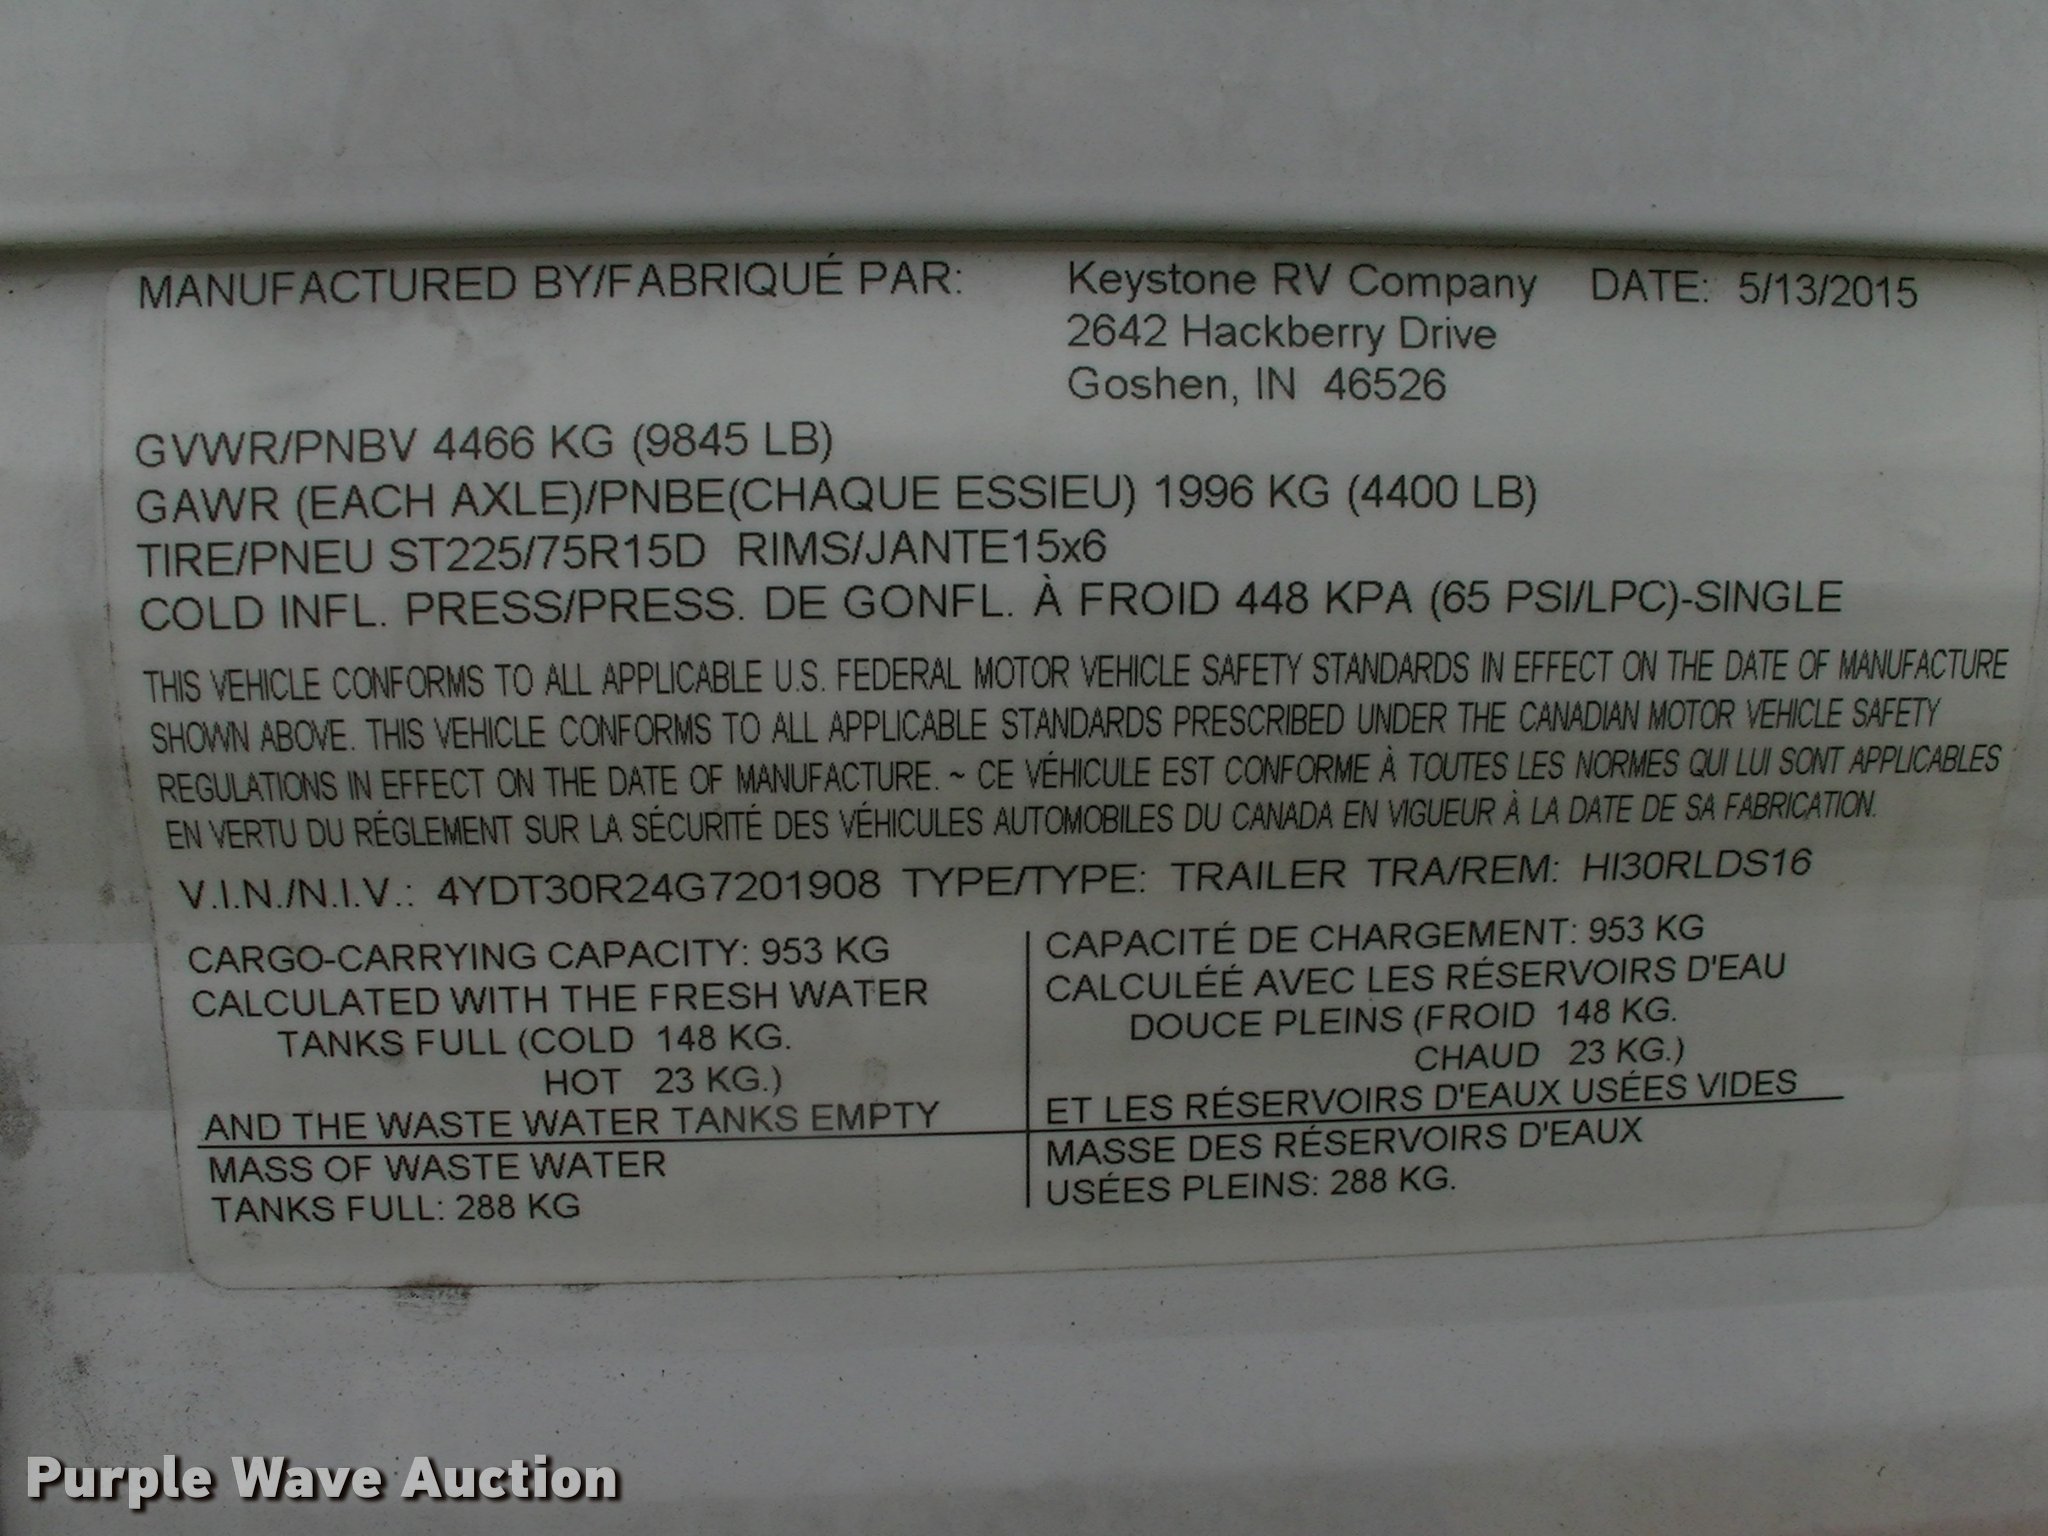 MANUFACTURED BY/FABRIQUÉ PAR: Keystone RV Company DATE: 5/13/2015
2642 Hackberry Drive
Goshen, IN 46526
GVWR/PNBV 4466 KG (9845 LB)
GAWR (EACH AXLE)/PNBE(CHAQUE ESSIEU) 1996 KG (4400 LB)
TIRE/PNEU ST225/75R15D RIMS/JANTE15x6
COLD INFL. PRESS/PRESS. DE GONFL. À FROID 448 KPA (65 PSI/LPC)-SINGLE
THIS VEHICLE CONFORMS TO ALL APPLICABLE U.S. FEDERAL MOTOR VEHICLE SAFETY STANDARDS IN EFFECT ON THE DATE OF MANUFACTURE
SHOWN ABOVE. THIS VEHICLE CONFORMS TO ALL APPLICABLE STANDARDS PRESCRIBED UNDER THE CANADIAN MOTOR VEHICLE SAFETY
REGULATIONS IN EFFECT ON THE DATE OF MANUFACTURE. ~ CE VÉHICULE EST CONFORME À TOUTES LES NORMES QUI LUI SONT APPLICABLES
EN VERTU DU RÉGLEMENT SUR LA SÉCURITÉ DES VÉHICULES AUTOMOBILES DU CANADA EN VIGUEUR À LA DATE DE SA FABRICATION.
V.I.N./N.I.V.: 4YDT30R24G7201908 TYPE/TYPE: TRAILER TRA/REM: HI30RLDS16
CARGO-CARRYING CAPACITY: 953 KG
CALCULATED WITH THE FRESH WATER
TANKS FULL (COLD 148 KG.
HOT 23 KG.)
AND THE WASTE WATER TANKS EMPTY
MASS OF WASTE WATER
TANKS FULL: 288 KG
CAPACITÉ DE CHARGEMENT: 953 KG
CALCULÉÉ AVEC LES RÉSERVOIRS D'EAU
DOUCE PLEINS (FROID 148 KG.
CHAUD 23 KG.)
ET LES RÉSERVOIRS D'EAUX USÉES VIDES
MASSE DES RÉSERVOIRS D'EAUX
USÉES PLEINS: 288 KG.
Purple Wave Auction